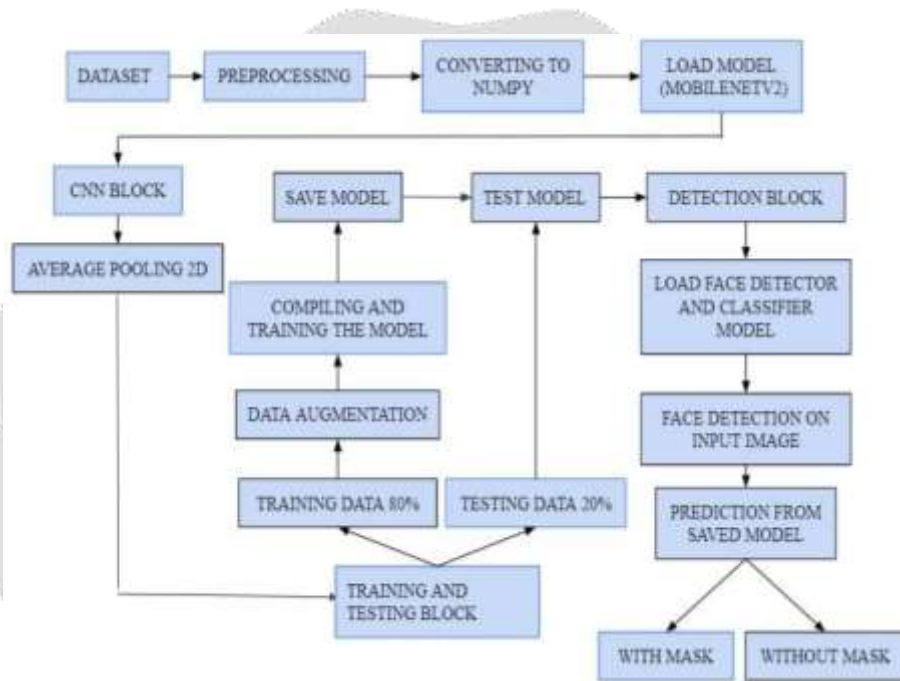 DATASET
PREPROCESSING
CONVERTING TO
NUMPY
LOAD MODEL
(MOBILENETV2)
CNN BLOCK
AVERAGE POOLING 2D
SAVE MODEL
TEST MODEL
DETECTION BLOCK
COMPILING AND
TRAINING THE MODEL
LOAD FACE DETECTOR
AND CLASSIFIER
MODEL
DATA AUGMENTATION
FACE DETECTION ON
INPUT IMAGE
TRAINING DATA 80%
TESTING DATA 20%
PREDICTION FROM
SAVED MODEL
TRAINING AND
TESTING BLOCK
WITH MASK
WITHOUT MASK